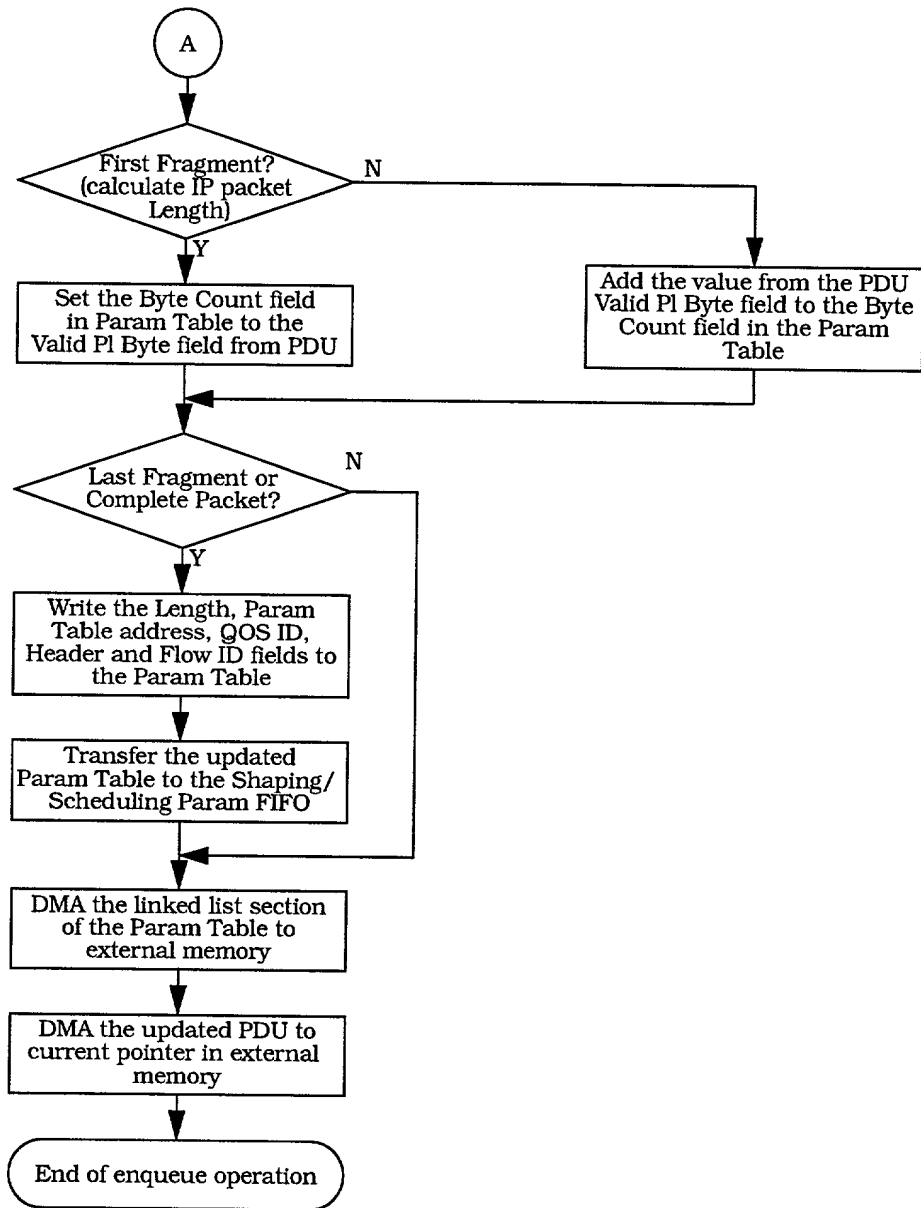 A
First Fragment?
(calculate IP packet
Length)
N
Y
Set the Byte Count field
in Param Table to the
Valid Pl Byte field from PDU
Add the value from the PDU
Valid Pl Byte field to the Byte
Count field in the Param
Table
Last Fragment or
Complete Packet?
N
Y
Write the Length, Param
Table address, QOS ID,
Header and Flow ID fields to
the Param Table
Transfer the updated
Param Table to the Shaping/
Scheduling Param FIFO
DMA the linked list section
of the Param Table to
external memory
DMA the updated PDU to
current pointer in external
memory
End of enqueue operation